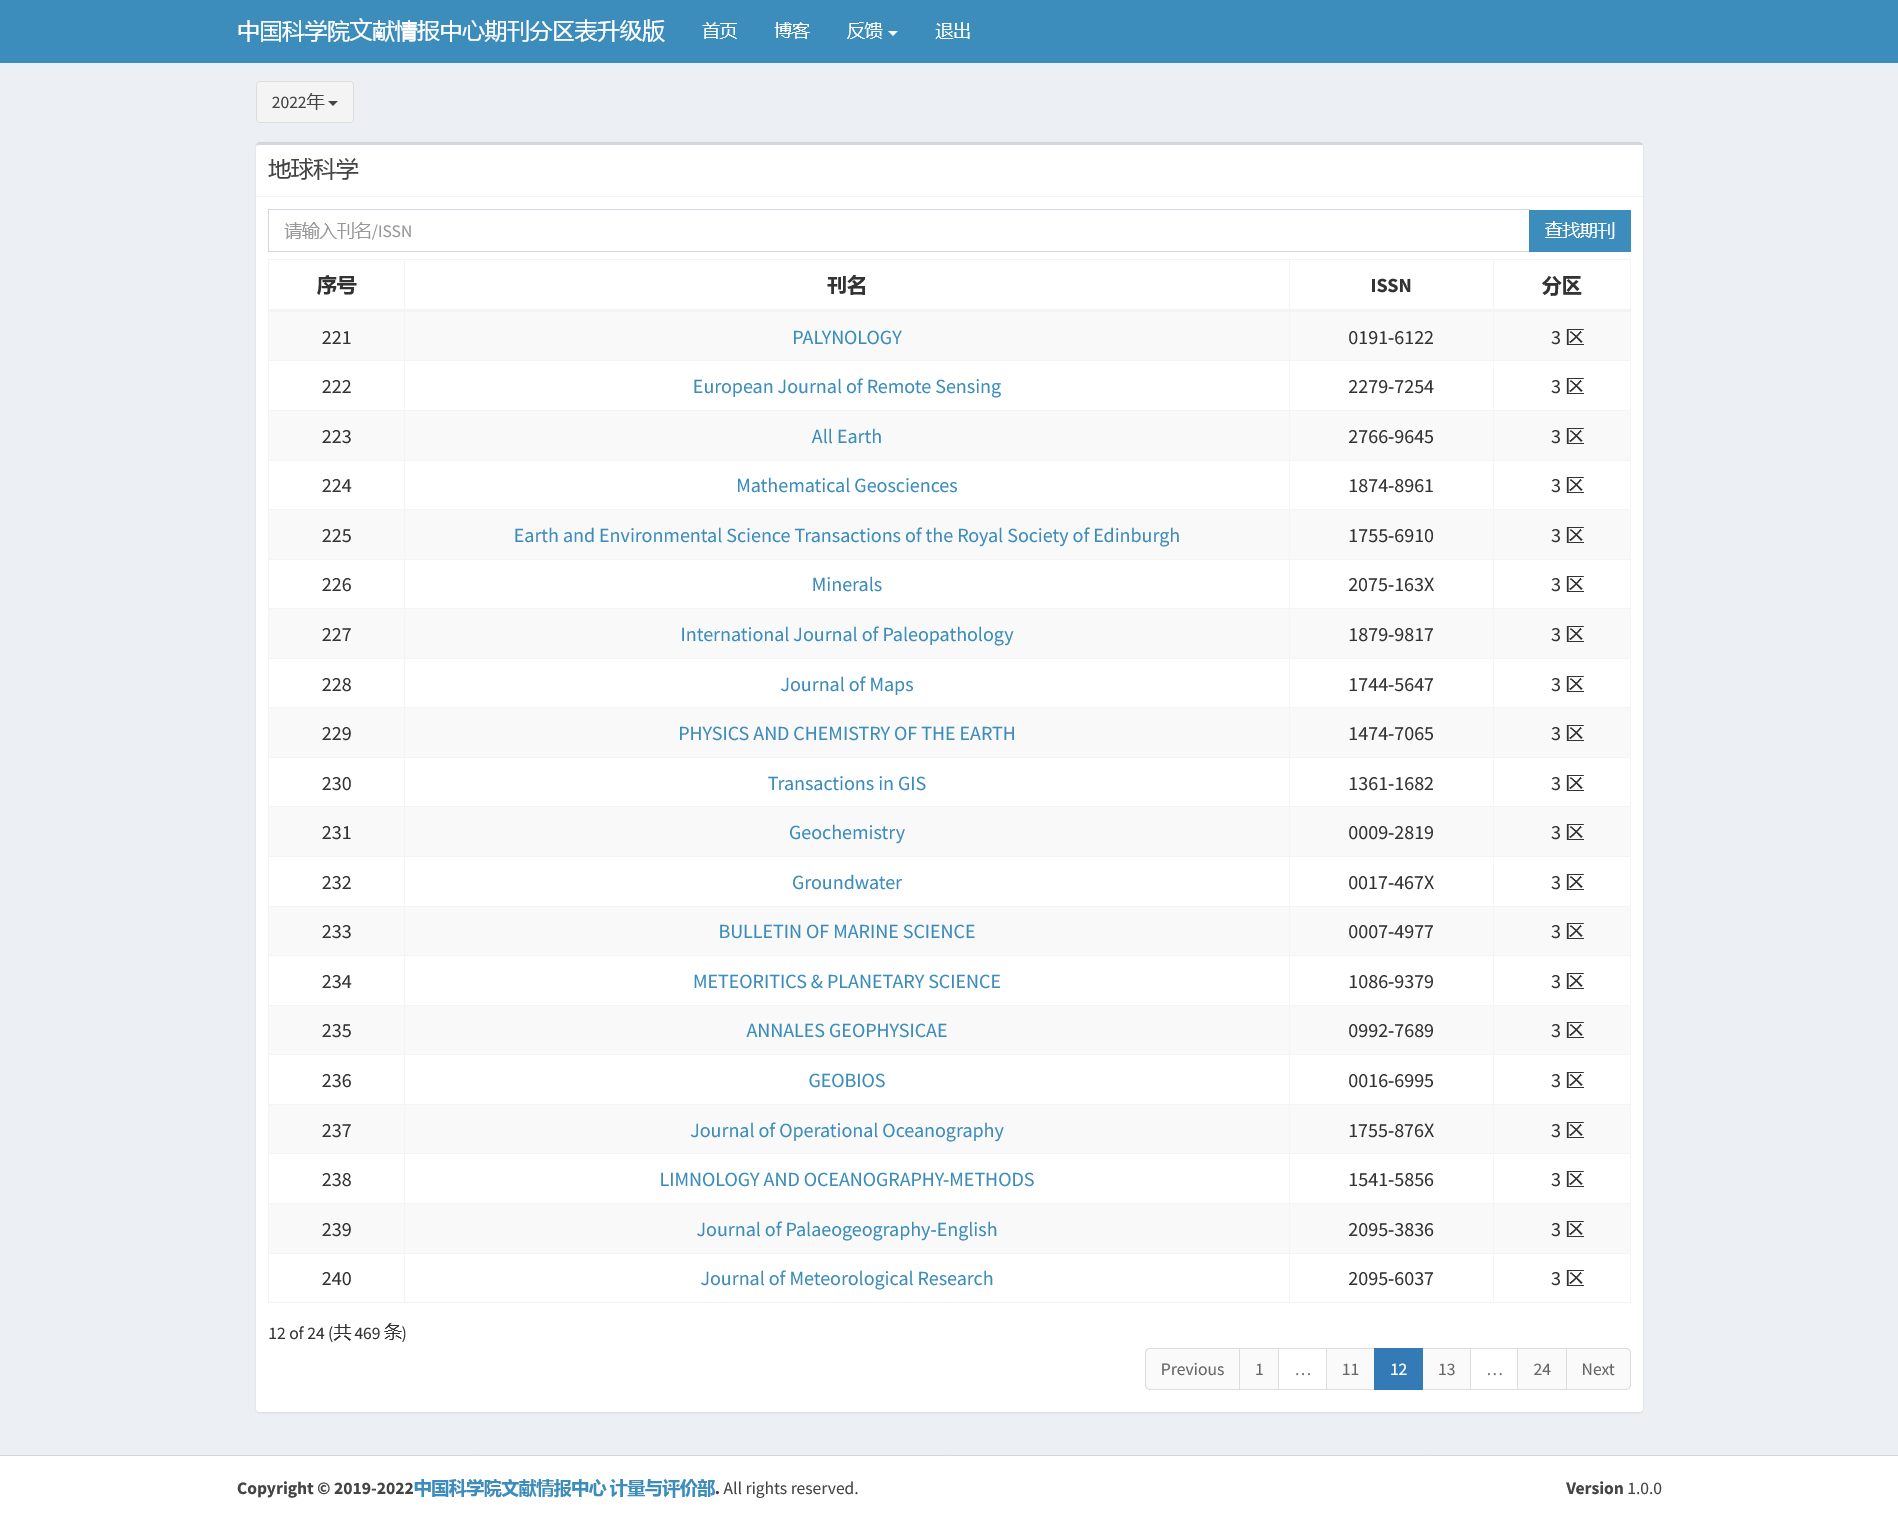 中国科学院文献情报中心期刊分区表升级版 首页 博客 反馈 退出
2022年
地球科学
请输入刊名/ISSN 查找期刊
序号 刊名 ISSN 分区
221 PALYNOLOGY 0191-6122 3 区
222 European Journal of Remote Sensing 2279-7254 3 区
223 All Earth 2766-9645 3 区
224 Mathematical Geosciences 1874-8961 3 区
225 Earth and Environmental Science Transactions of the Royal Society of Edinburgh 1755-6910 3 区
226 Minerals 2075-163X 3 区
227 International Journal of Paleopathology 1879-9817 3 区
228 Journal of Maps 1744-5647 3 区
229 PHYSICS AND CHEMISTRY OF THE EARTH 1474-7065 3 区
230 Transactions in GIS 1361-1682 3 区
231 Geochemistry 0009-2819 3 区
232 Groundwater 0017-467X 3 区
233 BULLETIN OF MARINE SCIENCE 0007-4977 3 区
234 METEORITICS & PLANETARY SCIENCE 1086-9379 3 区
235 ANNALES GEOPHYSICAE 0992-7689 3 区
236 GEOBIOS 0016-6995 3 区
237 Journal of Operational Oceanography 1755-876X 3 区
238 LIMNOLOGY AND OCEANOGRAPHY-METHODS 1541-5856 3 区
239 Journal of Palaeogeography-English 2095-3836 3 区
240 Journal of Meteorological Research 2095-6037 3 区
12 of 24 (共 469 条)
Previous 1 … 11 12 13 … 24 Next
Copyright © 2019-2022中国科学院文献情报中心 计量与评价部. All rights reserved. Version 1.0.0